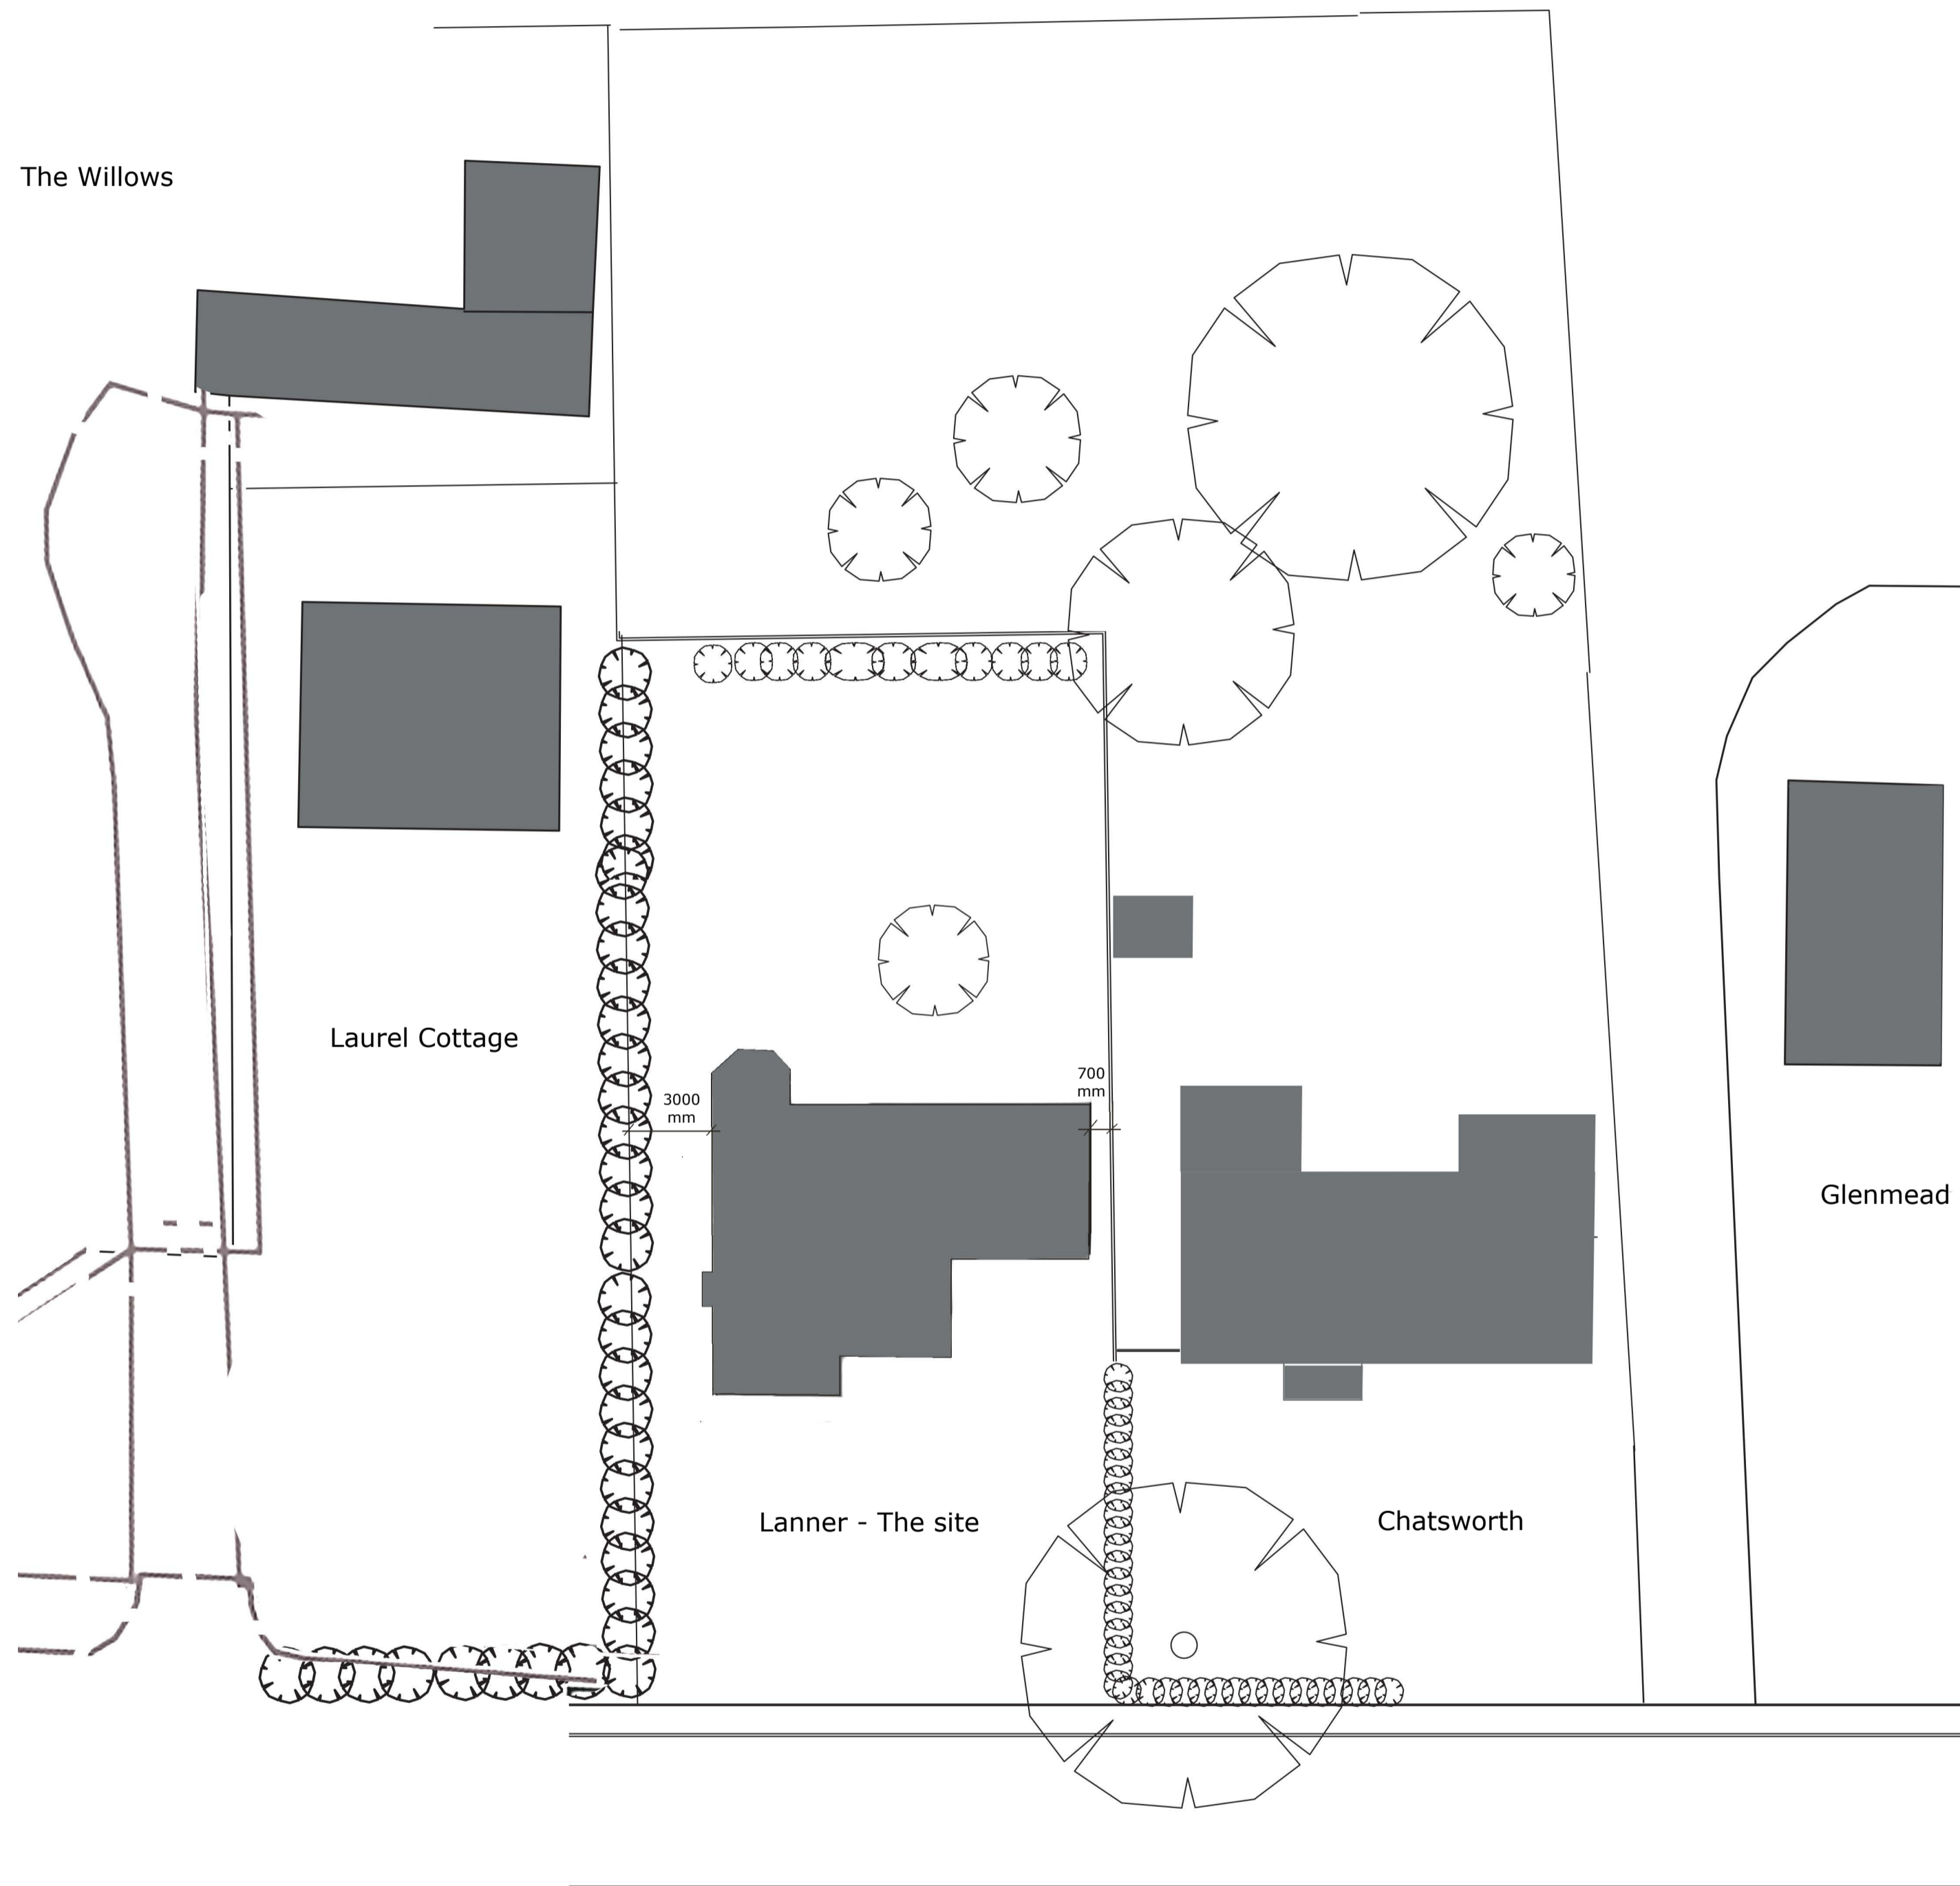 The Willows
Laurel Cottage
700
mm
3000
mm
Glenmead
Lanner - The site
Chatsworth